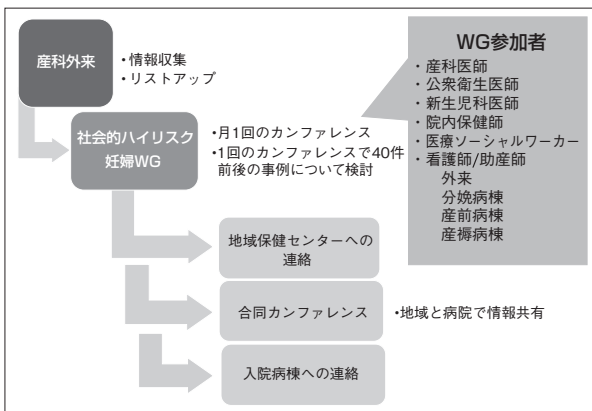 産科外来
・情報収集
・リストアップ
社会的ハイリスク
妊婦WG
・月1回のカンファレンス
・1回のカンファレンスで40件
前後の事例について検討
WG参加者
・産科医師
・公衆衛生医師
・新生児科医師
・院内保健師
・医療ソーシャルワーカー
・看護師/助産師
外来
分娩病棟
産前病棟
産褥病棟
地域保健センターへの
連絡
合同カンファレンス
・地域と病院で情報共有
入院病棟への連絡